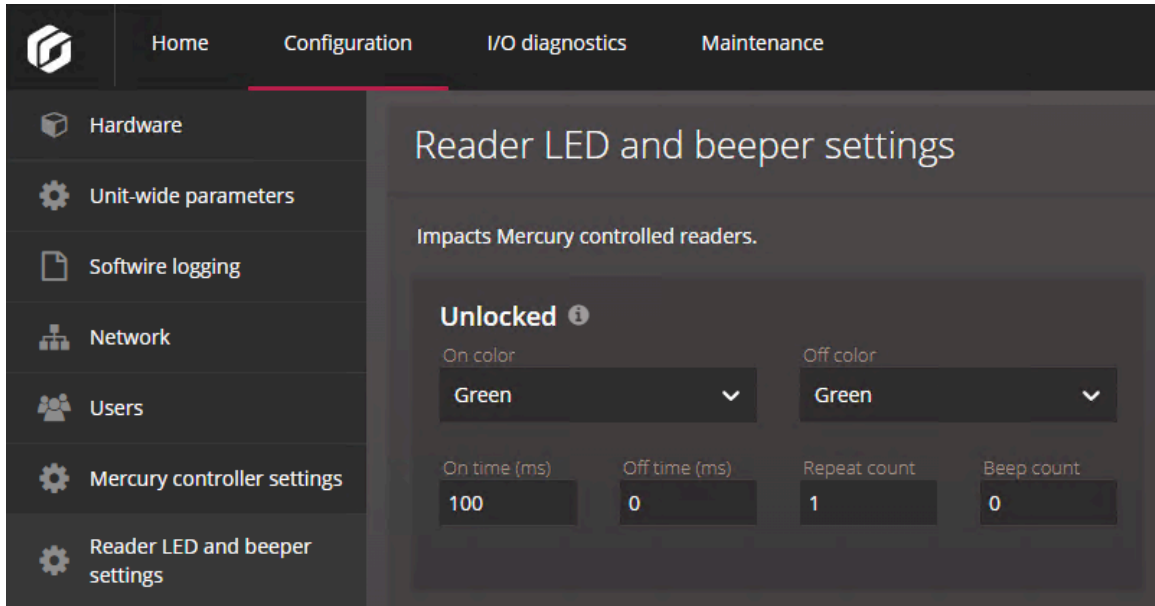 Home Configuration I/O diagnostics Maintenance
Hardware
Unit-wide parameters
Softwire logging
Network
Users
Mercury controller settings
Reader LED and beeper
settings
Reader LED and beeper settings
Impacts Mercury controlled readers.
Unlocked
On color Off color
Green Green
On time (ms) Off time (ms) Repeat count Beep count
100 0 1 0